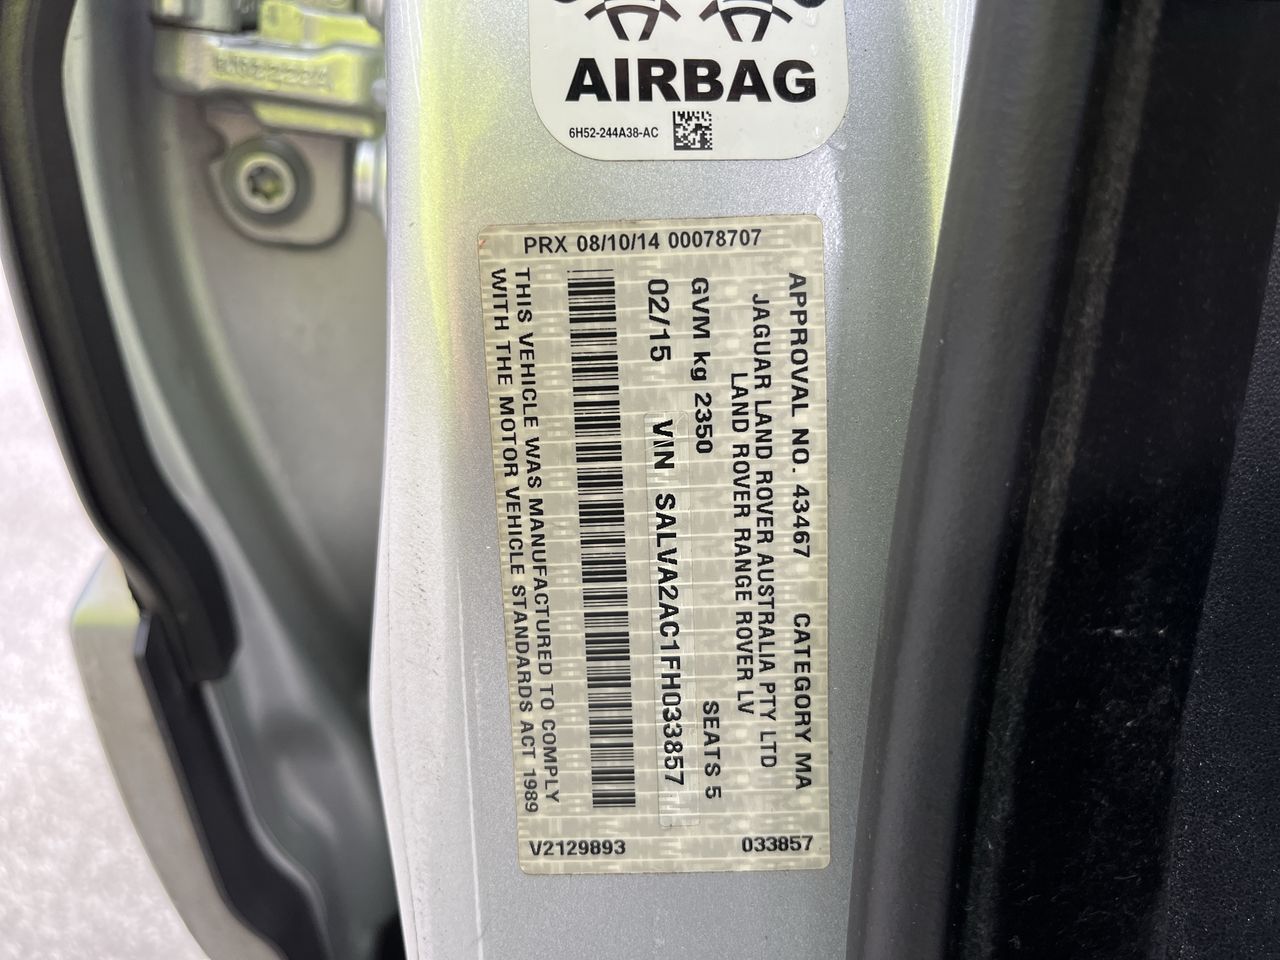 AIRBAG
6H52-244A38-AC
PRX 08/10/14 00078707
APPROVAL NO. 43467 CATEGORY MA
JAGUAR LAND ROVER AUSTRALIA PTY LTD
LAND ROVER RANGE ROVER LV
GVM kg 2350 SEATS 5
02/15 VIN SALVA2AC1FH033857
THIS VEHICLE WAS MANUFACTURED TO COMPLY
WITH THE MOTOR VEHICLE STANDARDS ACT 1989
V2129893 033857